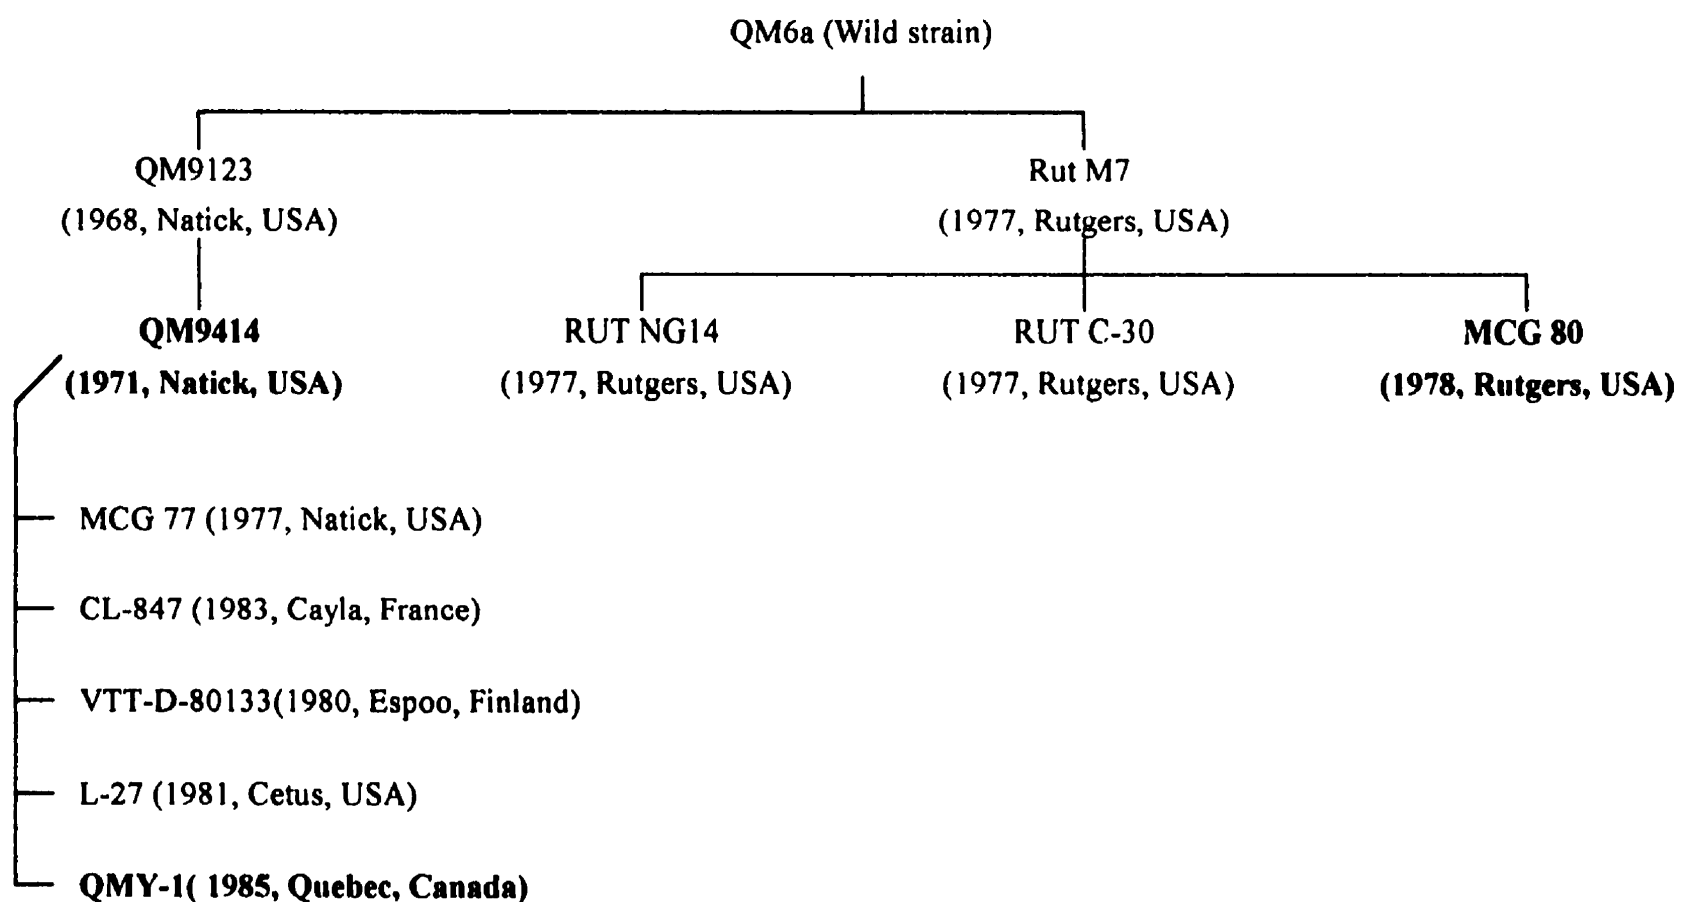 QM6a (Wild strain)
QM9123
(1968, Natick, USA)
Rut M7
(1977, Rutgers, USA)
QM9414
(1971, Natick, USA)
RUT NG14
(1977, Rutgers, USA)
RUT C-30
(1977, Rutgers, USA)
MCG 80
(1978, Rutgers, USA)
MCG 77 (1977, Natick, USA)
CL-847 (1983, Cayla, France)
VTT-D-80133(1980, Espoo, Finland)
L-27 (1981, Cetus, USA)
QMY-1( 1985, Quebec, Canada)